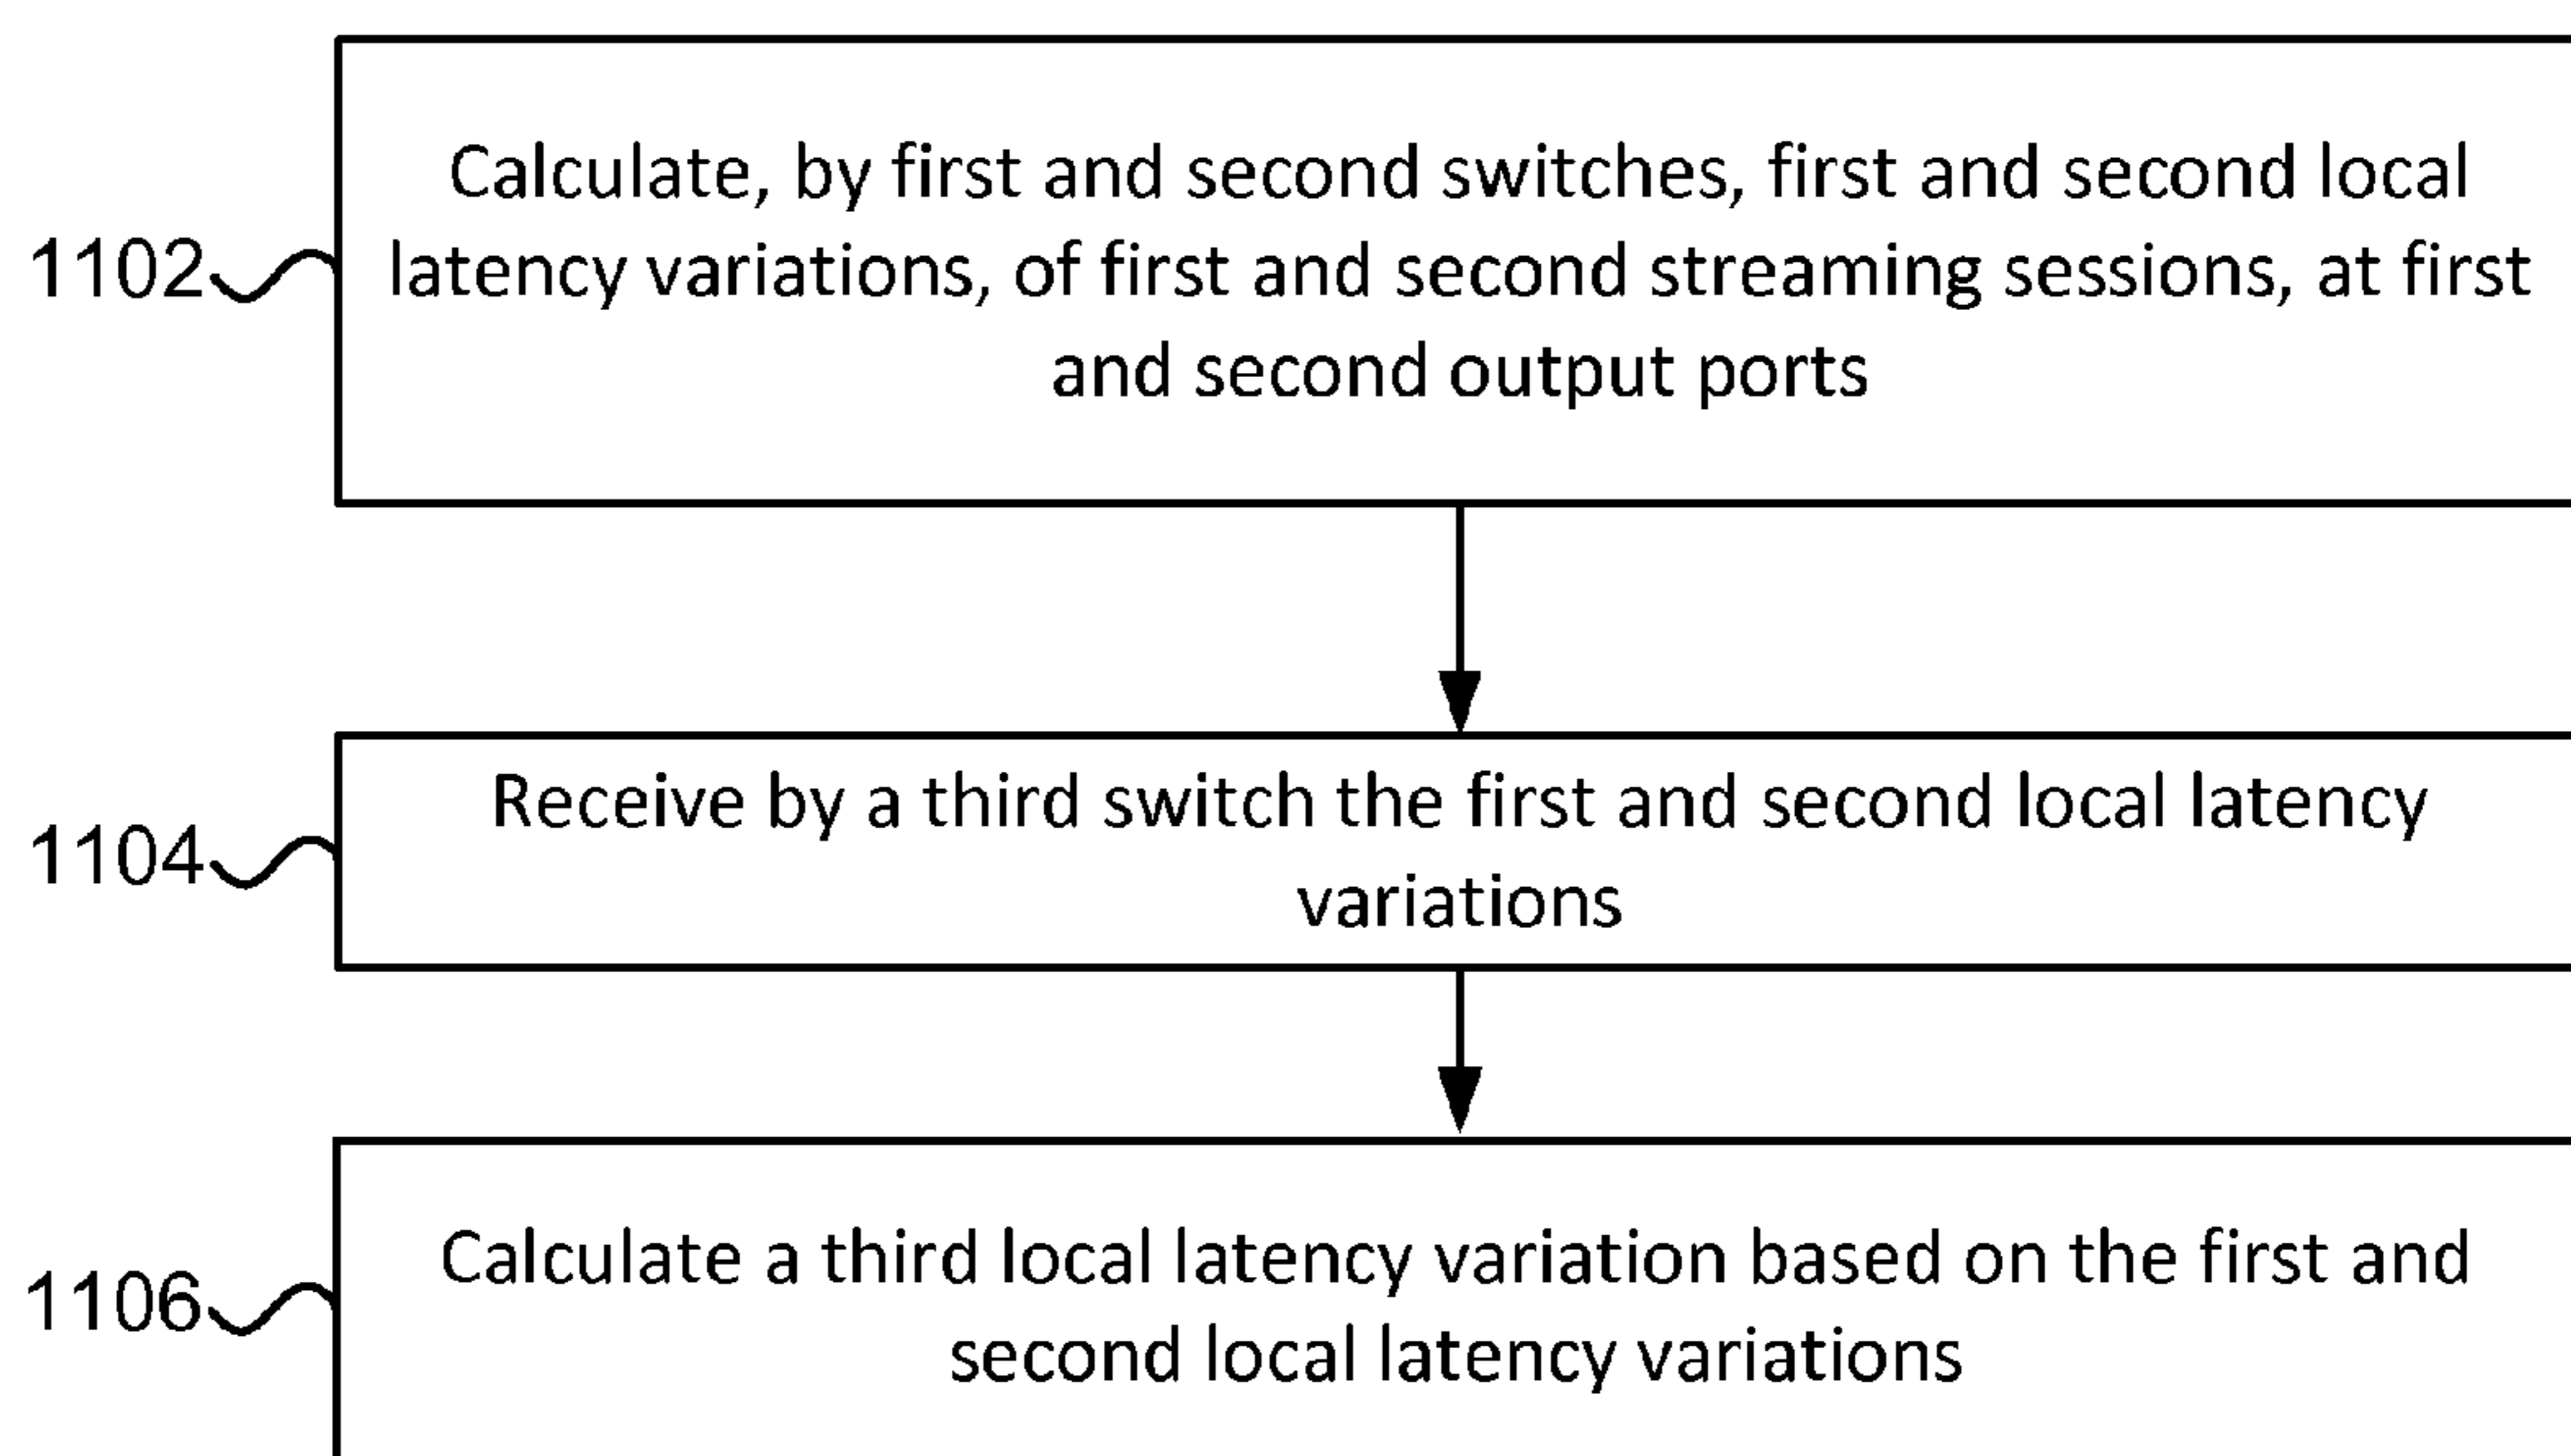 Calculate, by first and second switches, first and second local
1102 latency variations, of first and second streaming sessions, at first
and second output ports
Receive by a third switch the first and second local latency
1104 variations
Calculate a third local latency variation based on the first and
1106 second local latency variations